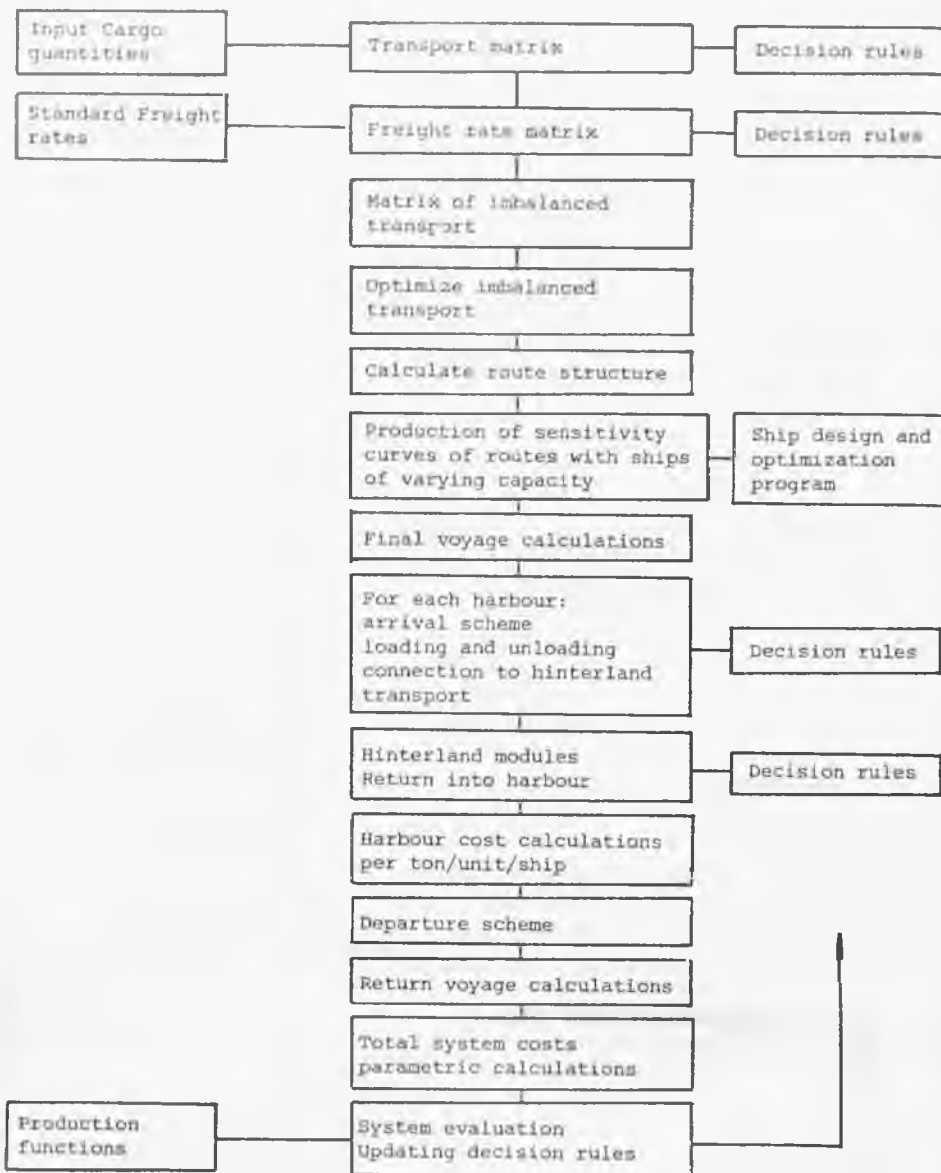 Input Cargo
quantities
Transport matrix
Decision rules
Standard Freight
rates
Freight rate matrix
Decision rules
Matrix of imbalanced
transport
Optimize imbalanced
transport
Calculate route structure
Production of sensitivity
curves of routes with ships
of varying capacity
Ship design and
optimization
program
Final voyage calculations
For each harbour:
arrival scheme
loading and unloading
connection to hinterland
transport
Decision rules
Hinterland modules
Return into harbour
Decision rules
Harbour cost calculations
per ton/unit/ship
Departure scheme
Return voyage calculations
Total system costs
parametric calculations
Production
functions
System evaluation
Updating decision rules